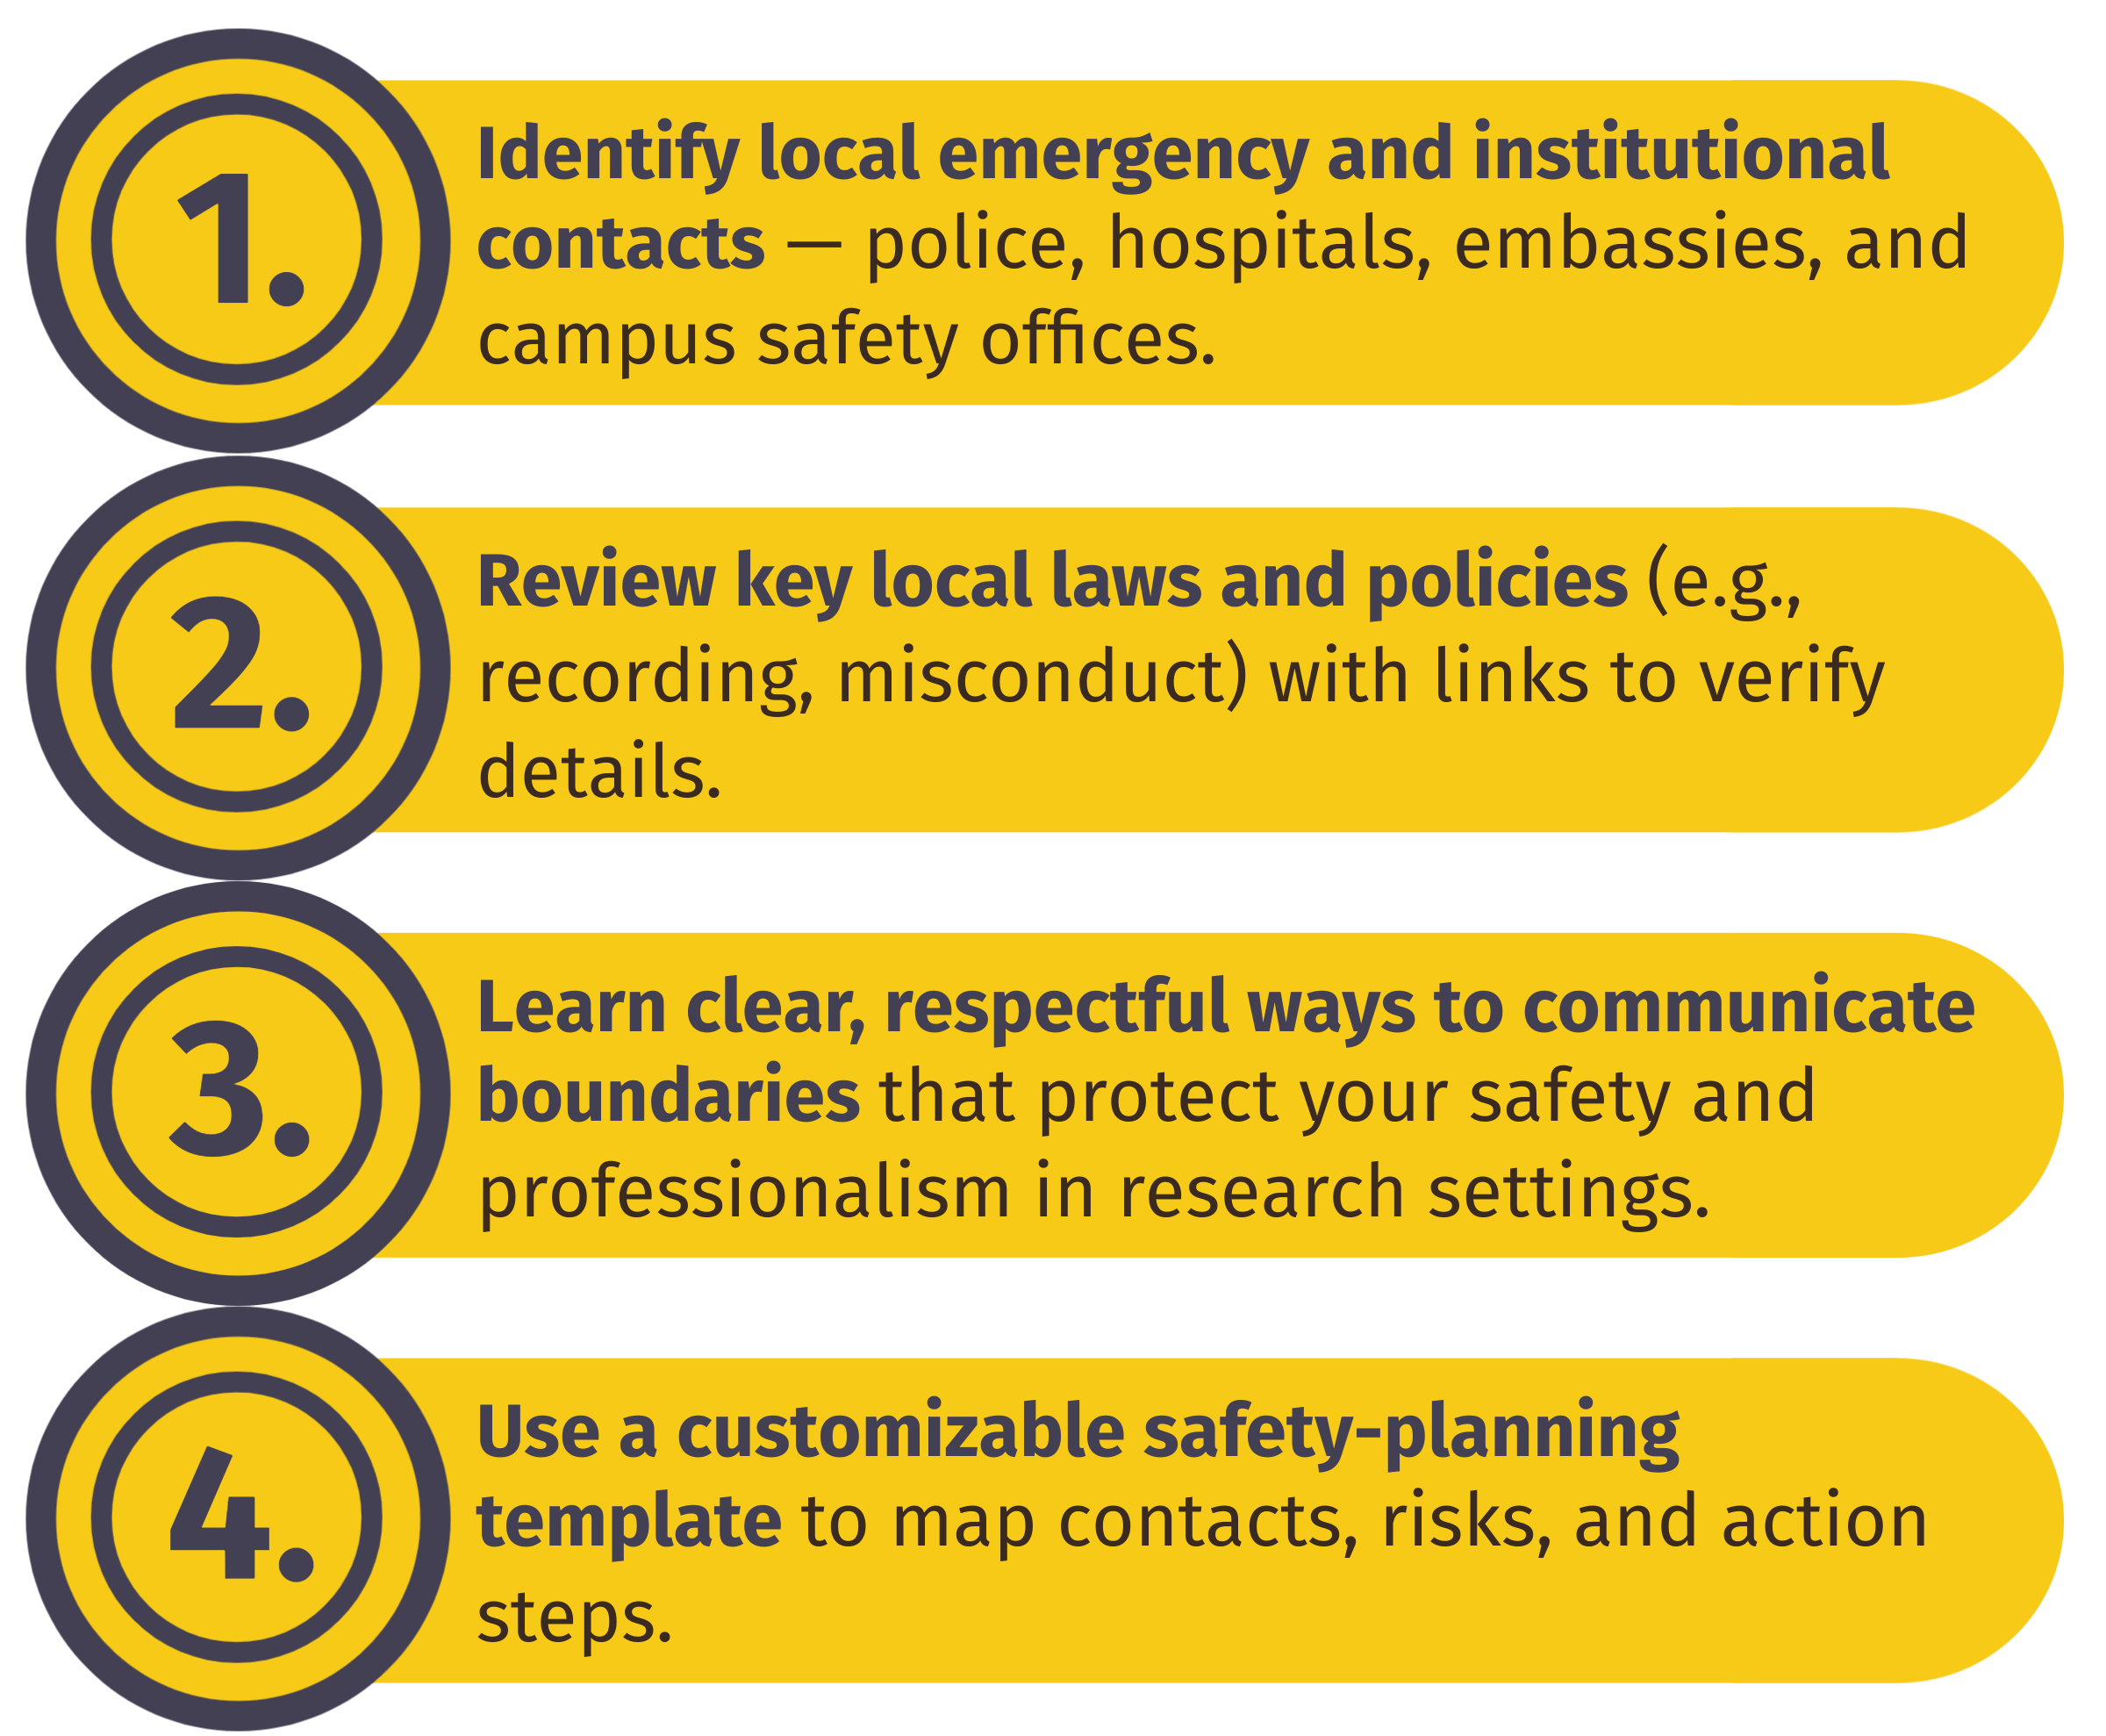 1.
Identify local emergency and institutional
contacts — police, hospitals, embassies, and
campus safety offices.
2.
Review key local laws and policies (e.g.,
recording, misconduct) with links to verify
details.
3.
Learn clear, respectful ways to communicate
boundaries that protect your safety and
professionalism in research settings.
4.
Use a customizable safety-planning
template to map contacts, risks, and action
steps.